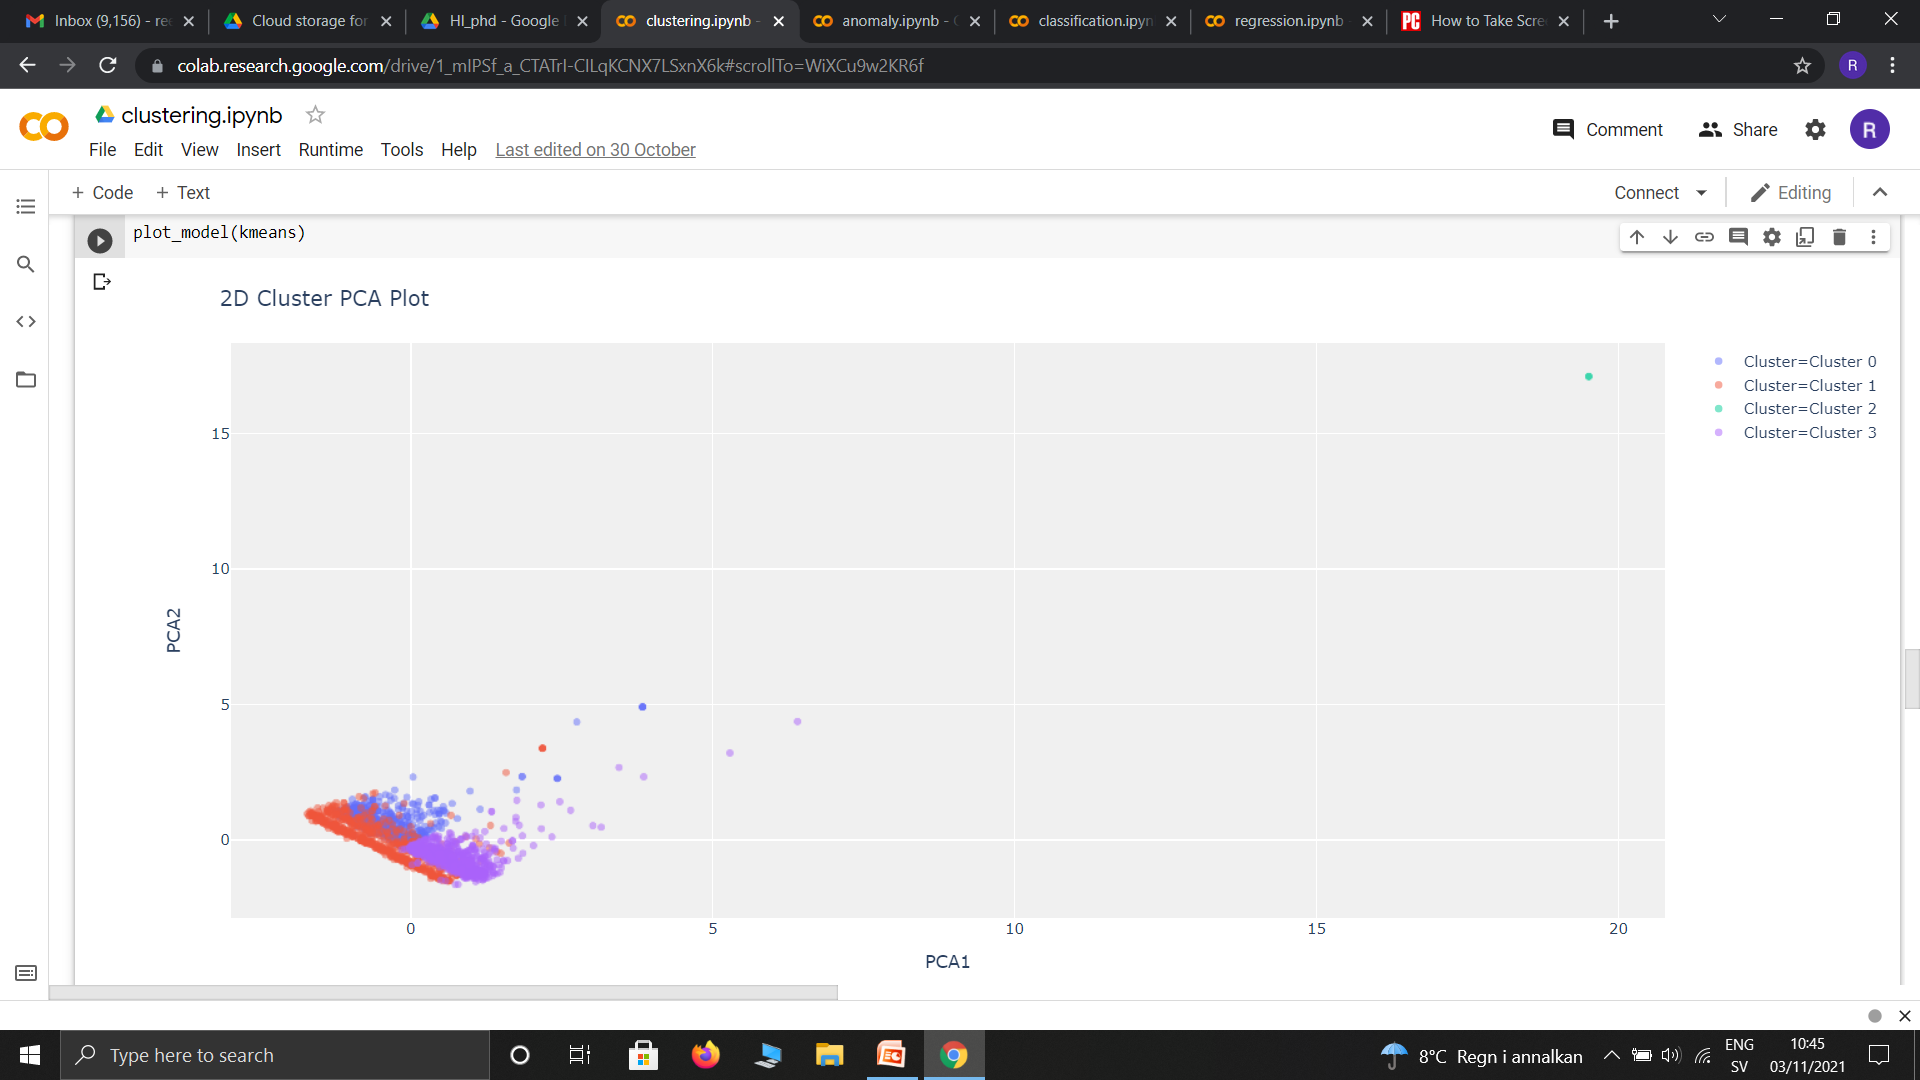 Inbox (9,156) - re
Cloud storage for
HI_phd - Google
clustering.ipynb -
anomaly.ipynb -
classification.ipyn
regression.ipynb
How to Take Scre
colab.research.google.com/drive/1_mIPSf_a_CTATrI-CILqKCNX7LSxnX6k#scrollTo=WiXCu9w2KR6f
R
clustering.ipynb
Comment
Share
R
File Edit View Insert Runtime Tools Help Last edited on 30 October
+ Code + Text
Connect
Editing
plot_model(kmeans)
2D Cluster PCA Plot
Cluster=Cluster 0
Cluster=Cluster 1
Cluster=Cluster 2
Cluster=Cluster 3
15
10
5
0
PCA2
0 5 10 15 20
PCA1
Type here to search
8°C Regn i annalkan
ENG
SV
10:45
03/11/2021